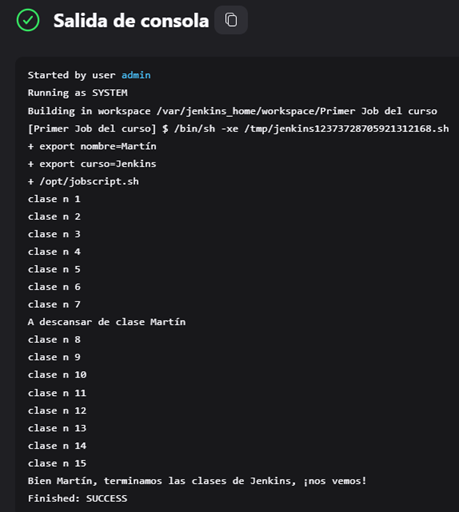 Salida de consola
Started by user admin
Running as SYSTEM
Building in workspace /var/jenkins_home/workspace/Primer Job del curso
[Primer Job del curso] $ /bin/sh -xe /tmp/jenkins12373728705921312168.sh
+ export nombre=Martín
+ export curso=Jenkins
+ /opt/jobscript.sh
clase n 1
clase n 2
clase n 3
clase n 4
clase n 5
clase n 6
clase n 7
A descansar de clase Martín
clase n 8
clase n 9
clase n 10
clase n 11
clase n 12
clase n 13
clase n 14
clase n 15
Bien Martín, terminamos las clases de Jenkins, ¡nos vemos!
Finished: SUCCESS